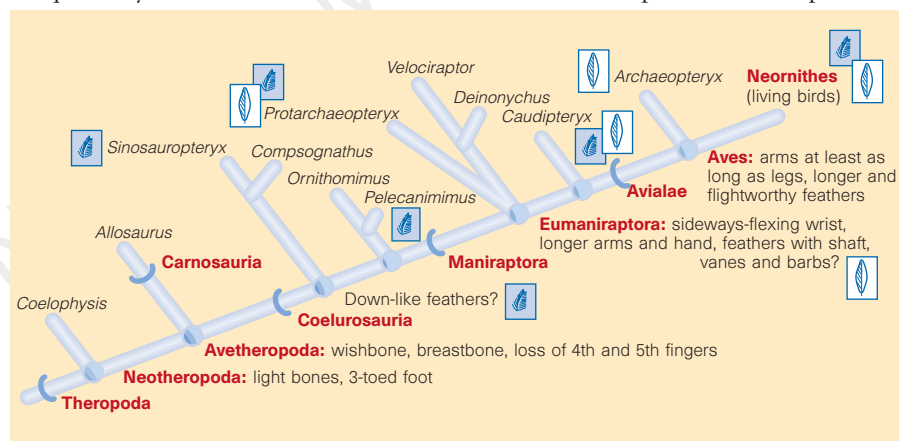 Velociraptor
Archaeopteryx
Neornithes
(living birds)
Deinonychus
Protarchaeopteryx
Caudipteryx
Sinosauropteryx
Compsognathus
Aves: arms at least as
long as legs, longer and
flightworthy feathers
Ornithomimus
Avialae
Pelecanimimus
Eumaniraptora: sideways-flexing wrist,
longer arms and hand, feathers with shaft,
vanes and barbs?
Allosaurus
Carnosauria
Maniraptora
Down-like feathers?
Coelophysis
Coelurosauria
Avetheropoda: wishbone, breastbone, loss of 4th and 5th fingers
Neotheropoda: light bones, 3-toed foot
Theropoda